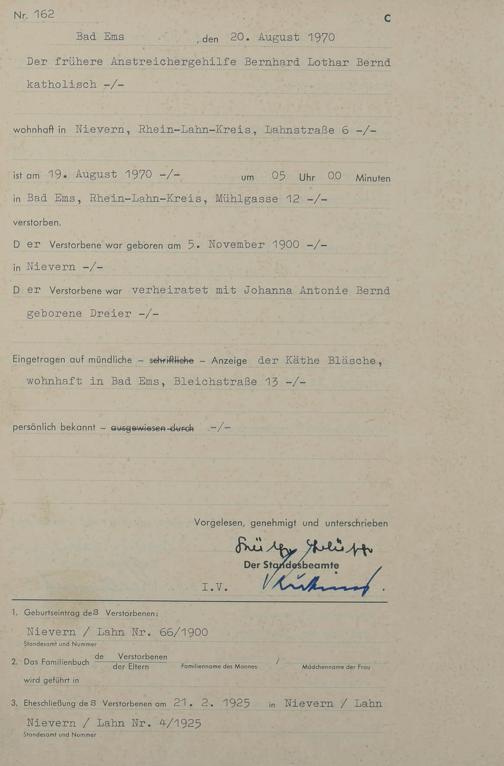 Nr. 162
C
Bad Ems , den 20. August 1970
Der frühere Anstreichergehilfe Bernhard Lothar Bernd
katholisch -/-
wohnhaft in Nievern, Rhein-Lahn-Kreis, Lahnstraße 6 -/-
ist am 19. August 1970 -/- um 05 Uhr 00 Minuten
in Bad Ems, Rhein-Lahn-Kreis, Mühlgasse 12 -/-
verstorben.
D er Verstorbene war geboren am 5. November 1900 -/-
in Nievern -/-
D er Verstorbene war verheiratet mit Johanna Antonie Bernd
geborene Dreier -/-
Eingetragen auf mündliche – schriftliche – Anzeige der Käthe Bläsche,
wohnhaft in Bad Ems, Bleichstraße 13 -/-
persönlich bekannt – ausgewiesen durch -/-
Vorgelesen, genehmigt und unterschrieben
Der Standesbeamte
I.V.
1. Geburtseintrag des Verstorbenen:
Nievern / Lahn Nr. 66/1900
Standesamt und Nummer
2. Das Familienbuch de Verstorbenen
der Eltern Familienname des Mannes / Mädchenname der Frau
wird geführt in
3. Eheschließung des Verstorbenen am 21. 2. 1925 in Nievern / Lahn
Nievern / Lahn Nr. 4/1925
Standesamt und Nummer